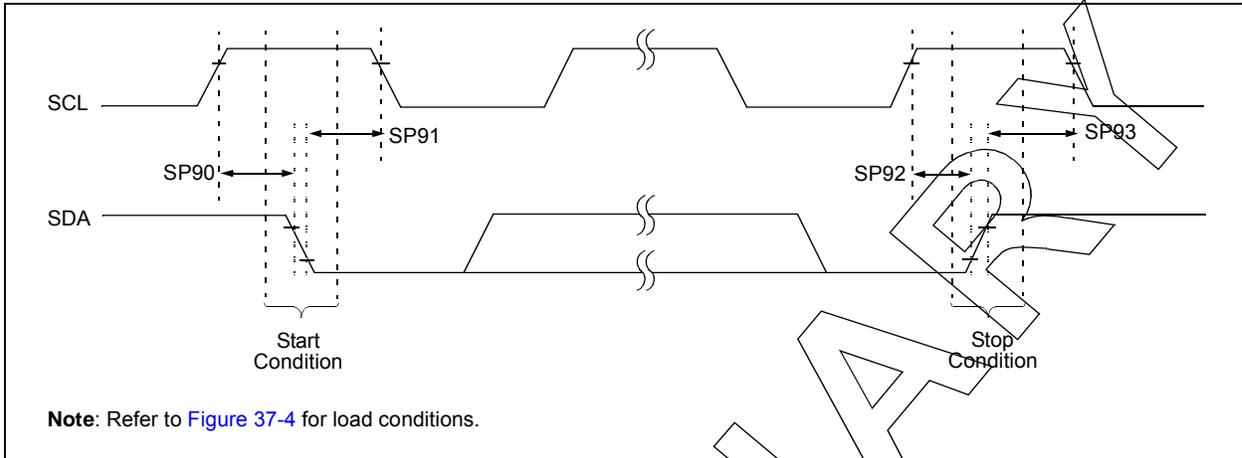 SCL
SP91
SP93
SP90
SP92
SDA
Start
Condition
Stop
Condition
Note: Refer to Figure 37-4 for load conditions.
ARY